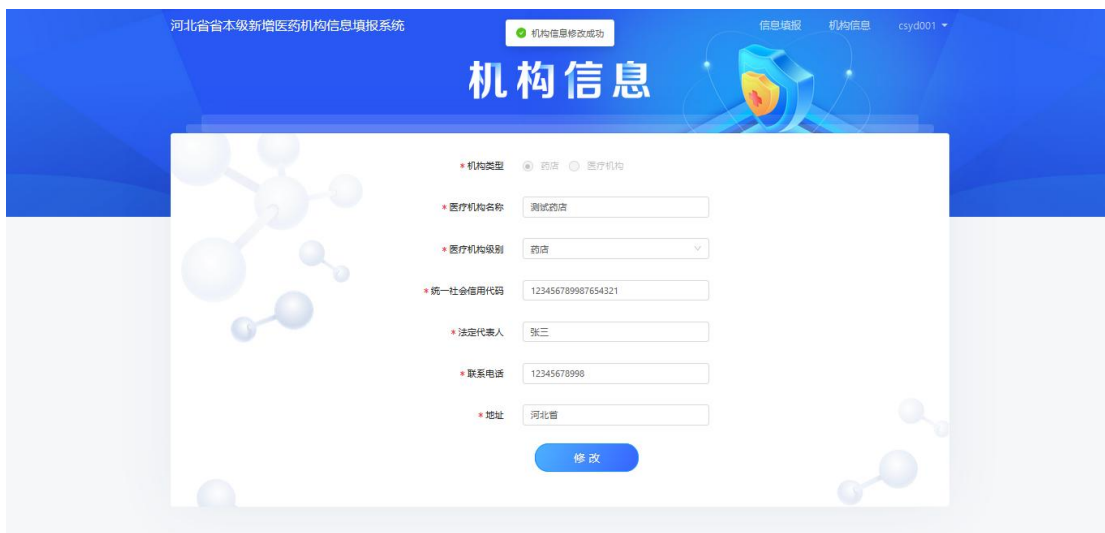 河北省省本级新增医药机构信息填报系统
机构信息修改成功
信息填报 机构信息 csyd001
机构信息
*机构类型 药店 医疗机构
*医疗机构名称 测试药店
*医疗机构级别 药店
*统一社会信用代码 123456789987654321
*法定代表人 张三
*联系电话 12345678998
*地址 河北省
修改